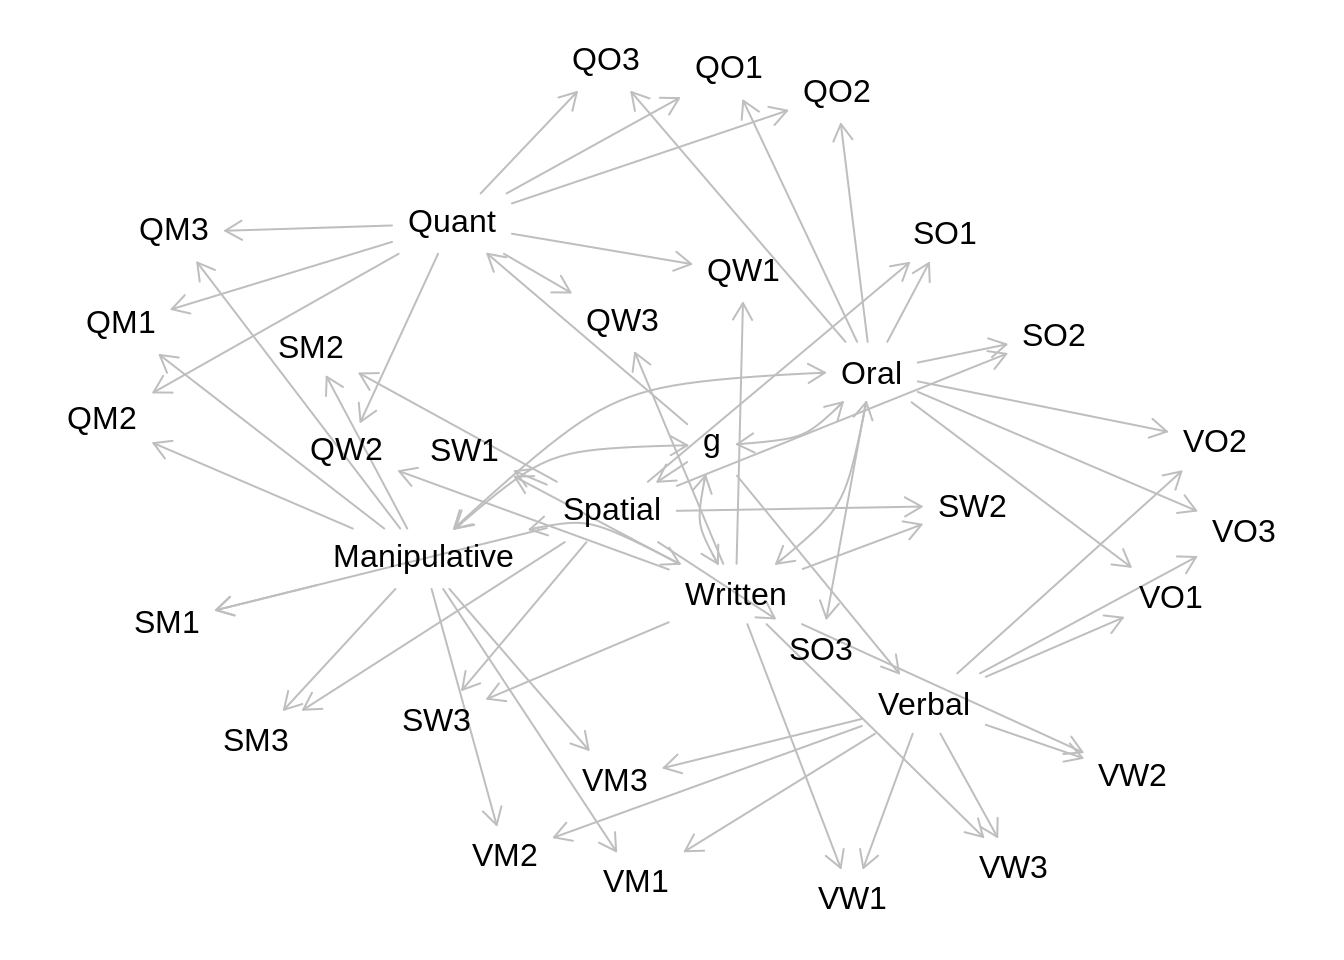 QO3
QO1
QO2
Quant
QM3
SO1
QW1
QM1
QW3
SM2
SO2
Oral
QM2
QW2
SW1
g
VO2
Spatial
SW2
VO3
Manipulative
Written
VO1
SM1
SO3
Verbal
SW3
SM3
VM3
VW2
VM2
VM1
VW3
VW1